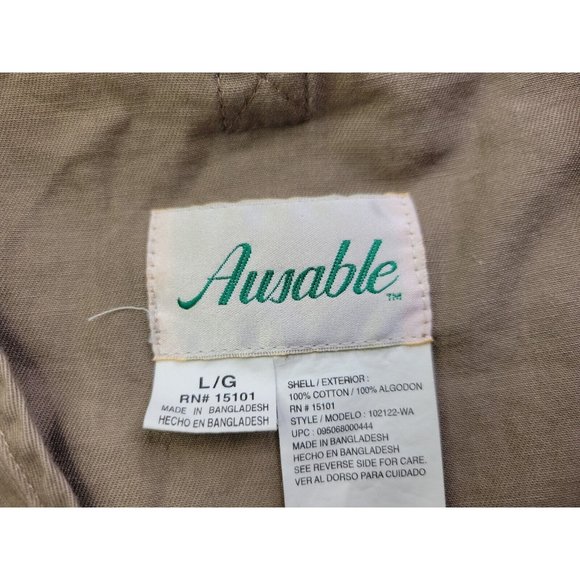 Ausable™
L/G
RN# 15101
MADE IN BANGLADESH
HECHO EN BANGLADESH
SHELL / EXTERIOR :
100% COTTON / 100% ALGODON
RN # 15101
STYLE / MODELO : 102122-WA
UPC : 095068000444
MADE IN BANGLADESH
HECHO EN BANGLADESH
SEE REVERSE SIDE FOR CARE.
VER AL DORSO PARA CUIDADO